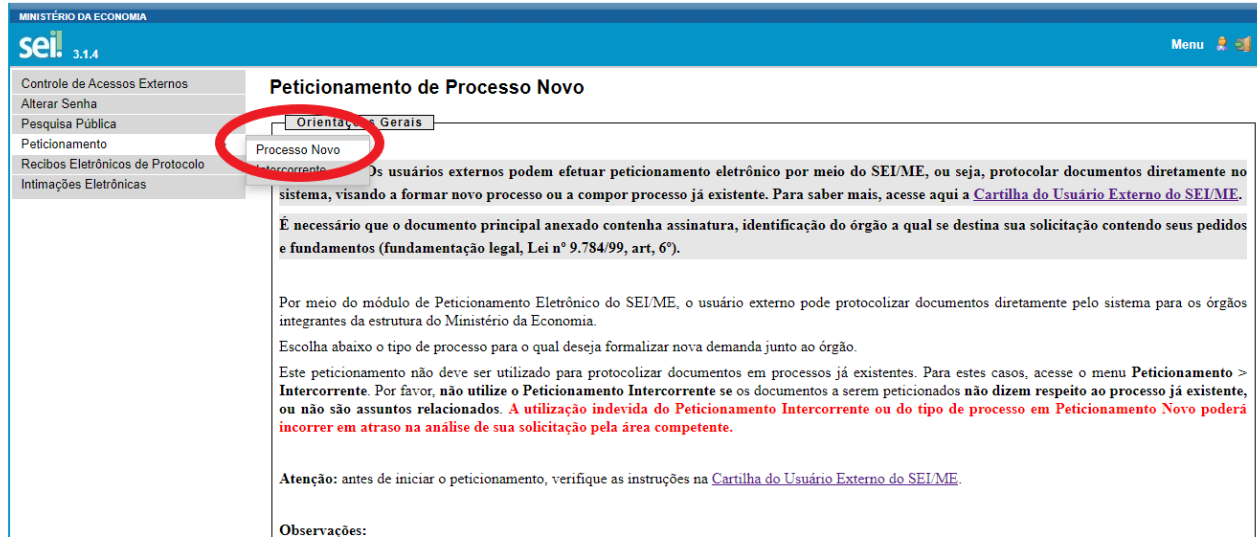 MINISTÉRIO DA ECONOMIA
sei! 3.1.4
Menu
Controle de Acessos Externos
Alterar Senha
Pesquisa Pública
Peticionamento
Recibos Eletrônicos de Protocolo
Intimações Eletrônicas
Processo Novo
Intercorrente
Peticionamento de Processo Novo
Orientações Gerais
Os usuários externos podem efetuar peticionamento eletrônico por meio do SEI/ME, ou seja, protocolar documentos diretamente no
sistema, visando a formar novo processo ou a compor processo já existente. Para saber mais, acesse aqui a Cartilha do Usuário Externo do SEI/ME.
É necessário que o documento principal anexado contenha assinatura, identificação do órgão a qual se destina sua solicitação contendo seus pedidos
e fundamentos (fundamentação legal, Lei nº 9.784/99, art, 6º).
Por meio do módulo de Peticionamento Eletrônico do SEI/ME, o usuário externo pode protocolizar documentos diretamente pelo sistema para os órgãos
integrantes da estrutura do Ministério da Economia.
Escolha abaixo o tipo de processo para o qual deseja formalizar nova demanda junto ao órgão.
Este peticionamento não deve ser utilizado para protocolizar documentos em processos já existentes. Para estes casos, acesse o menu Peticionamento >
Intercorrente. Por favor, não utilize o Peticionamento Intercorrente se os documentos a serem peticionados não dizem respeito ao processo já existente,
ou não são assuntos relacionados. A utilização indevida do Peticionamento Intercorrente ou do tipo de processo em Peticionamento Novo poderá
incorrer em atraso na análise de sua solicitação pela área competente.
Atenção: antes de iniciar o peticionamento, verifique as instruções na Cartilha do Usuário Externo do SEI/ME.
Observações: